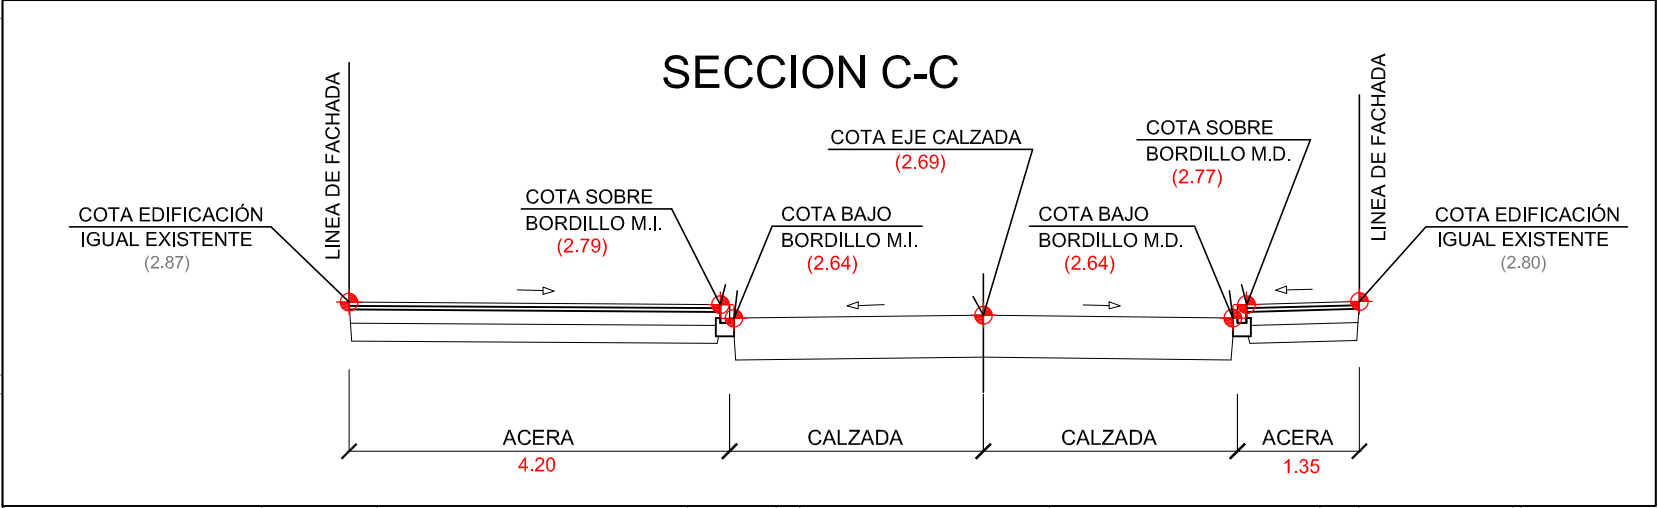 SECCION C-C
LINEA DE FACHADA
COTA EDIFICACIÓN
IGUAL EXISTENTE
(2.87)
COTA SOBRE
BORDILLO M.I.
(2.79)
COTA BAJO
BORDILLO M.I.
(2.64)
COTA EJE CALZADA
(2.69)
COTA BAJO
BORDILLO M.D.
(2.64)
COTA SOBRE
BORDILLO M.D.
(2.77)
LINEA DE FACHADA
COTA EDIFICACIÓN
IGUAL EXISTENTE
(2.80)
ACERA
4.20
CALZADA
CALZADA
ACERA
1.35